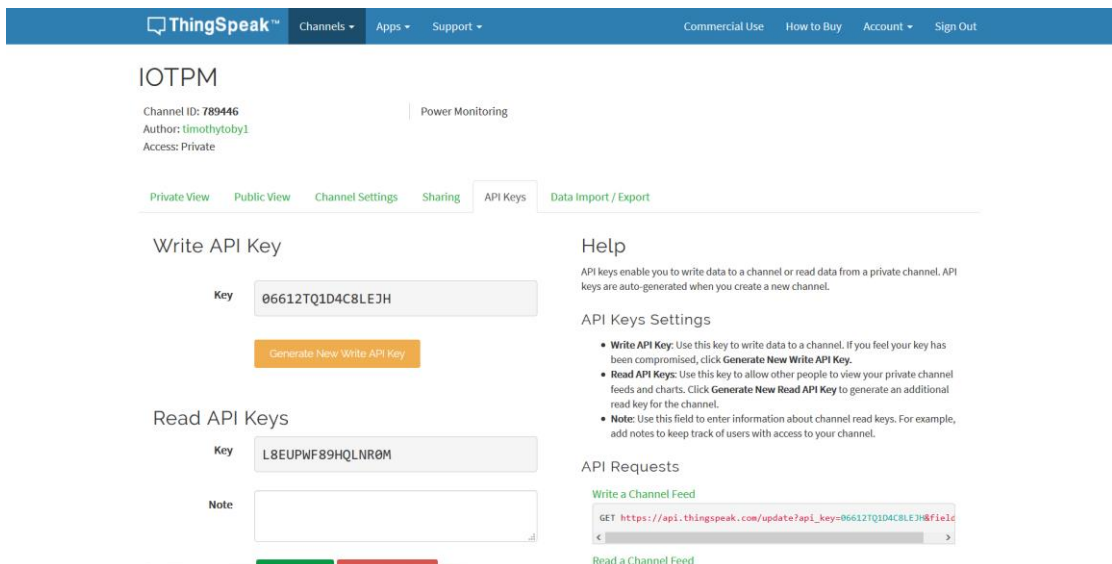 ThingSpeak™ Channels Apps Support Commercial Use How to Buy Account Sign Out
IOTPM
Channel ID: 789446
Author: timothytoby1
Access: Private
Power Monitoring
Private View Public View Channel Settings Sharing API Keys Data Import / Export
Write API Key
Key 06612TQ1D4C8LEJH
Generate New Write API Key
Read API Keys
Key L8EUPWF89HQLNR0M
Note
Help
API keys enable you to write data to a channel or read data from a private channel. API
keys are auto-generated when you create a new channel.
API Keys Settings
• Write API Key: Use this key to write data to a channel. If you feel your key has
been compromised, click Generate New Write API Key.
• Read API Keys: Use this key to allow other people to view your private channel
feeds and charts. Click Generate New Read API Key to generate an additional
read key for the channel.
• Note: Use this field to enter information about channel read keys. For example,
add notes to keep track of users with access to your channel.
API Requests
Write a Channel Feed
GET https://api.thingspeak.com/update?api_key=06612TQ1D4C8LEJH&field
Read a Channel Feed